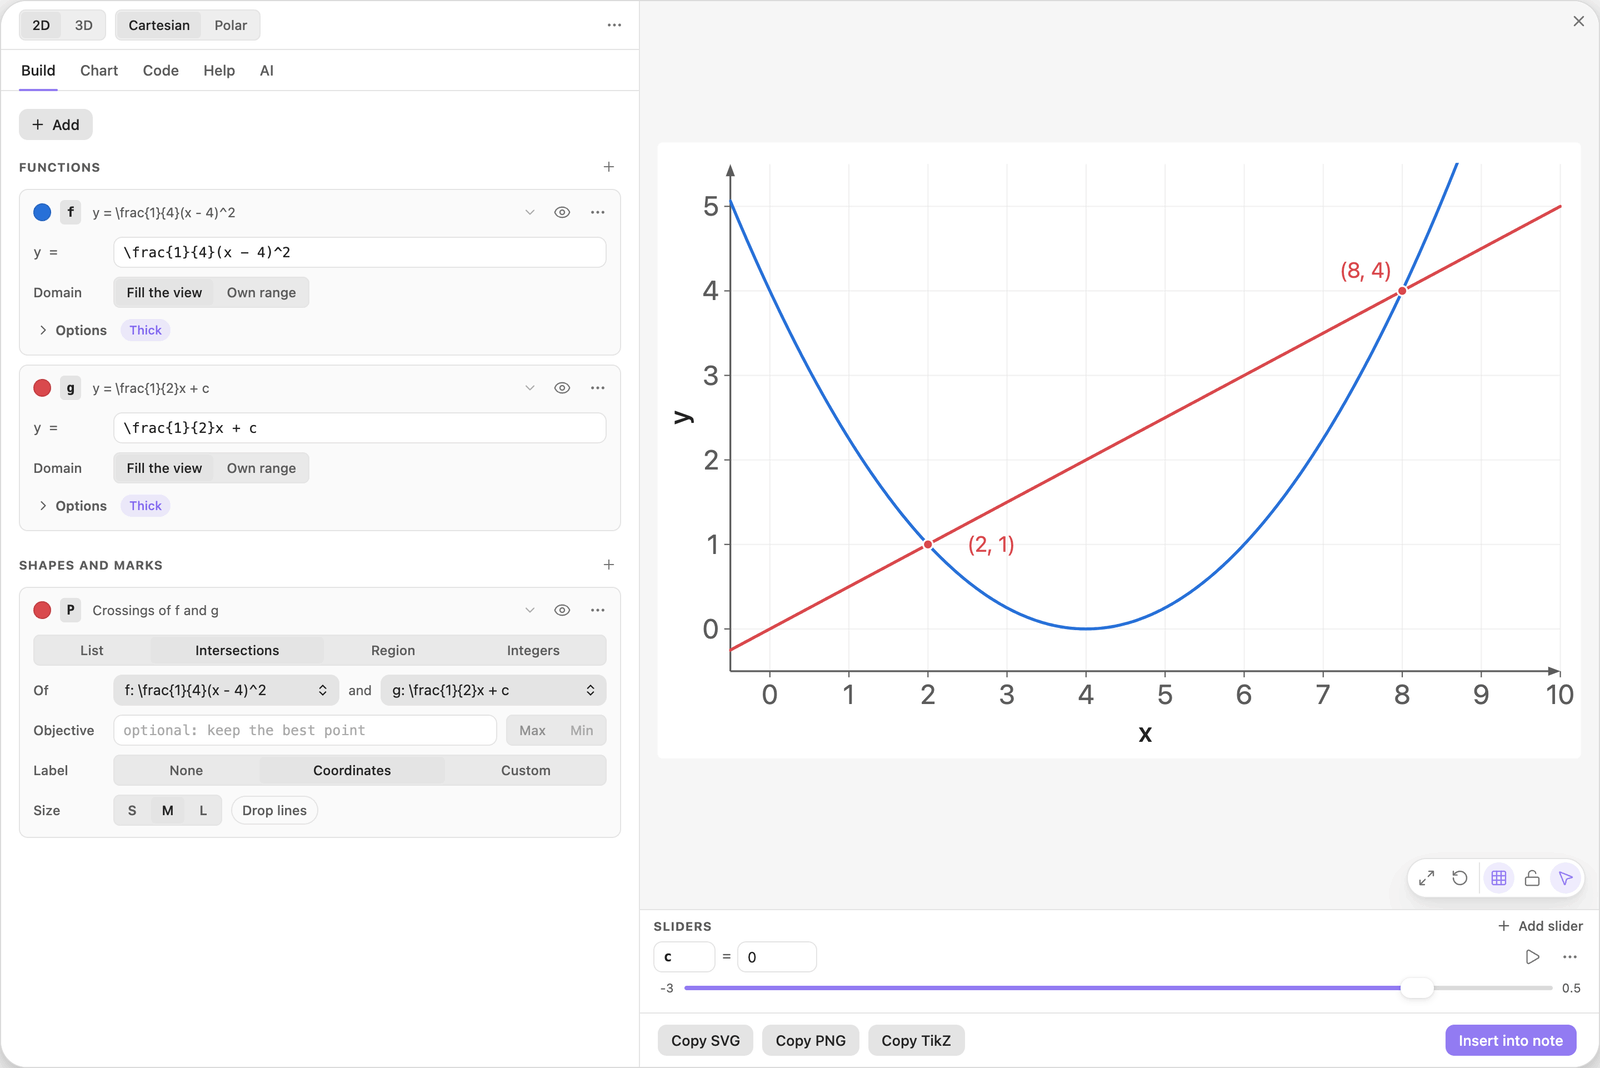 2D 3D Cartesian Polar
Build Chart Code Help AI
+ Add
FUNCTIONS
f y = \frac{1}{4}(x - 4)^2
y = \frac{1}{4}(x − 4)^2
Domain Fill the view Own range
Options Thick
g y = \frac{1}{2}x + c
y = \frac{1}{2}x + c
Domain Fill the view Own range
Options Thick
SHAPES AND MARKS
P Crossings of f and g
List Intersections Region Integers
Of f: \frac{1}{4}(x - 4)^2 and g: \frac{1}{2}x + c
Objective optional: keep the best point Max Min
Label None Coordinates Custom
Size S M L Drop lines
5
4
3
2
1
0
y
(8, 4)
(2, 1)
0 1 2 3 4 5 6 7 8 9 10
x
SLIDERS + Add slider
c = 0
-3 0.5
Copy SVG Copy PNG Copy TikZ Insert into note